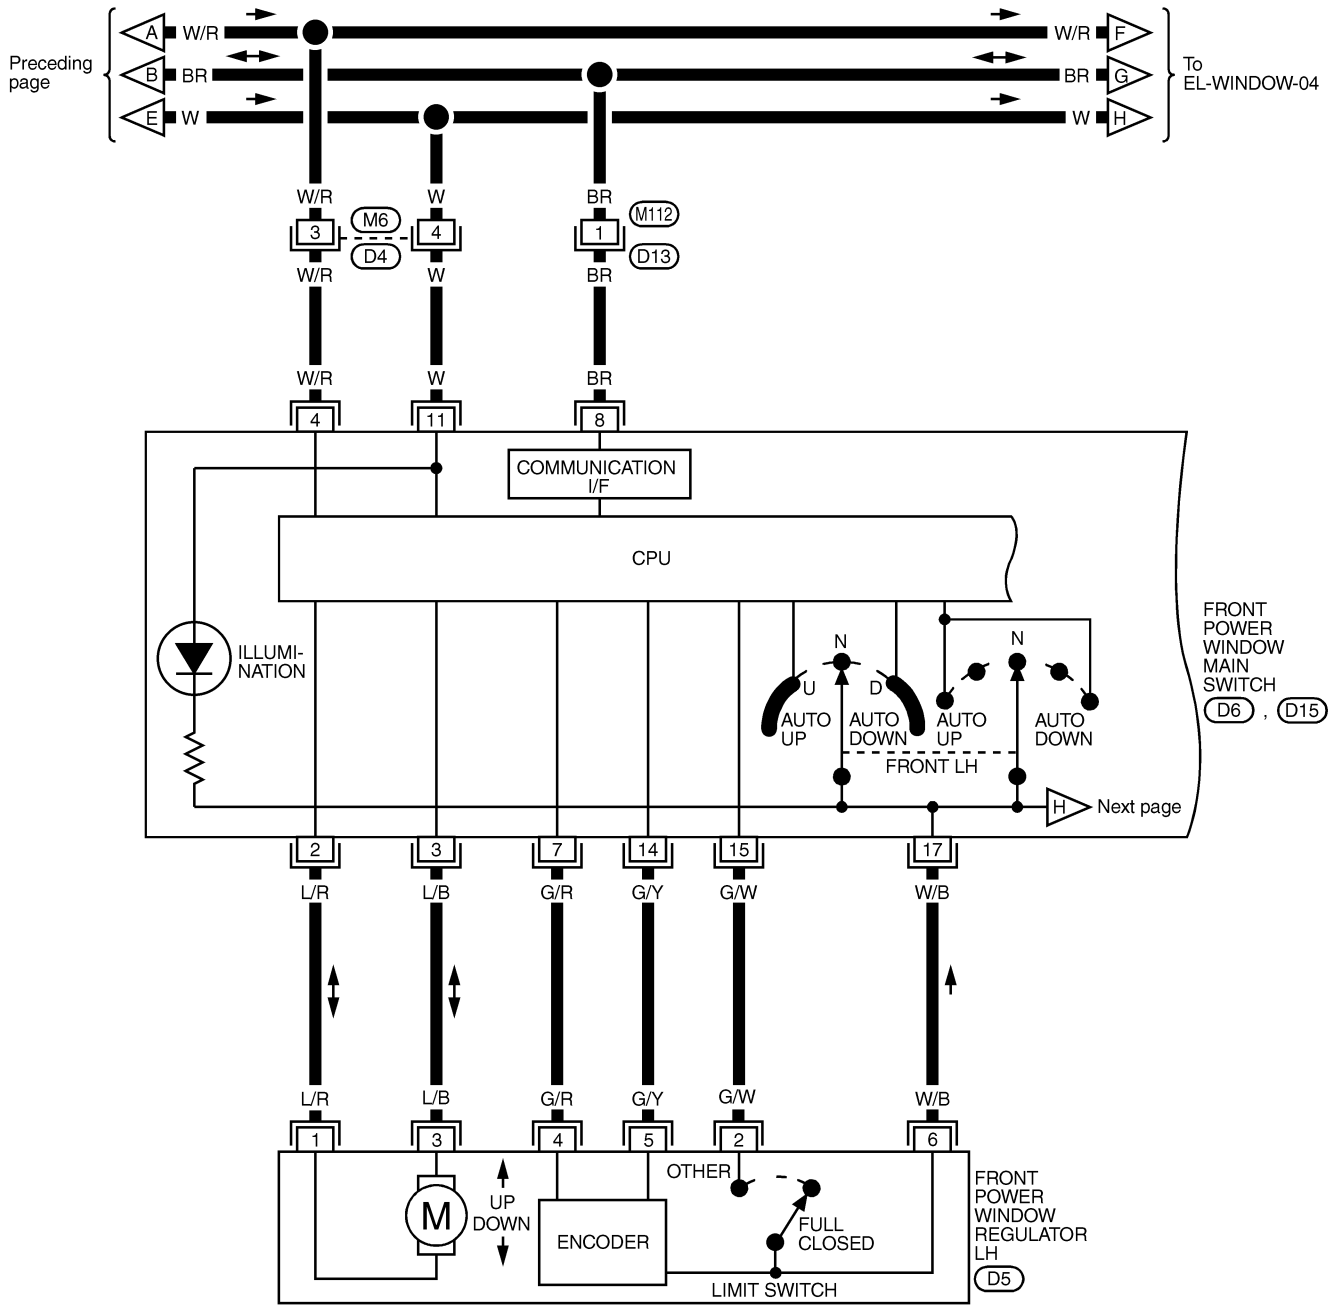 A W/R W/R F
Preceding
page
B BR BR G
To
EL-WINDOW-04
E W W H
W/R W BR
3 M6 4 1 M112
D4 D13
W/R W BR
W/R W BR
4 11 8
COMMUNICATION
I/F
CPU
ILLUMI-
NATION
N N
U D
AUTO
UP
AUTO
DOWN
AUTO
UP
AUTO
DOWN
FRONT LH
H Next page
FRONT
POWER
WINDOW
MAIN
SWITCH
D6 , D15
2 3 7 14 15 17
L/R L/B G/R G/Y G/W W/B
L/R L/B G/R G/Y G/W W/B
1 3 4 5 2 6
M
UP
DOWN
ENCODER
OTHER
FULL
CLOSED
LIMIT SWITCH
FRONT
POWER
WINDOW
REGULATOR
LH
D5